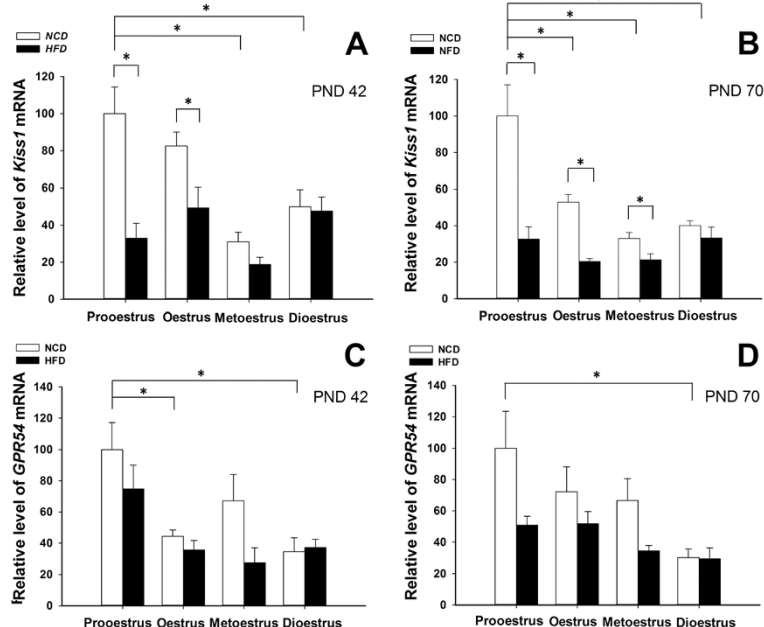 NCD
HFD
A
PND 42
Relative level of Kiss1 mRNA
120
100
80
60
40
20
0
* * * * *
Prooestrus Oestrus Metoestrus Dioestrus
NCD
NFD
B
PND 70
Relative level of Kiss1 mRNA
120
100
80
60
40
20
0
* * * * *
Prooestrus Oestrus Metoestrus Dioestrus
NCD
HFD
C
PND 42
Relative level of GPR54 mRNA
140
120
100
80
60
40
20
0
* *
Prooestrus Oestrus Metoestrus Dioestrus
NCD
HFD
D
PND 70
Relative level of GPR54 mRNA
140
120
100
80
60
40
20
0
*
Prooestrus Oestrus Metoestrus Dioestrus